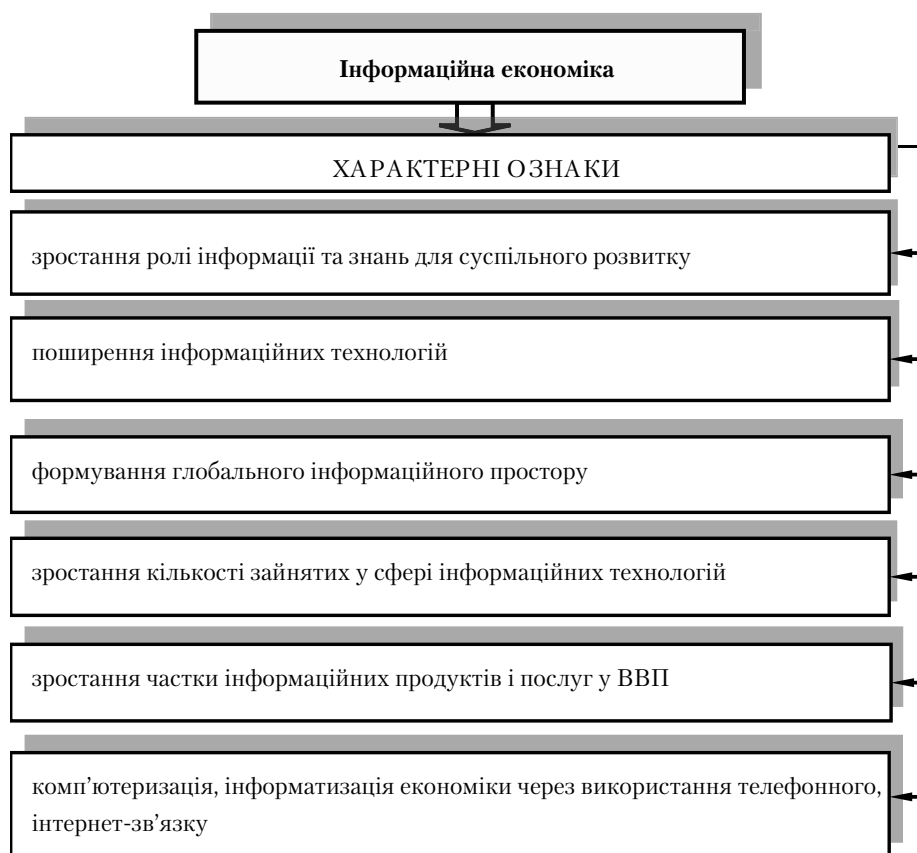 Інформаційна економіка
ХАРАКТЕРНІ ОЗНАКИ
зростання ролі інформації та знань для суспільного розвитку
поширення інформаційних технологій
формування глобального інформаційного простору
зростання кількості зайнятих у сфері інформаційних технологій
зростання частки інформаційних продуктів і послуг у ВВП
комп’ютеризація, інформатизація економіки через використання телефонного,
інтернет-зв’язку